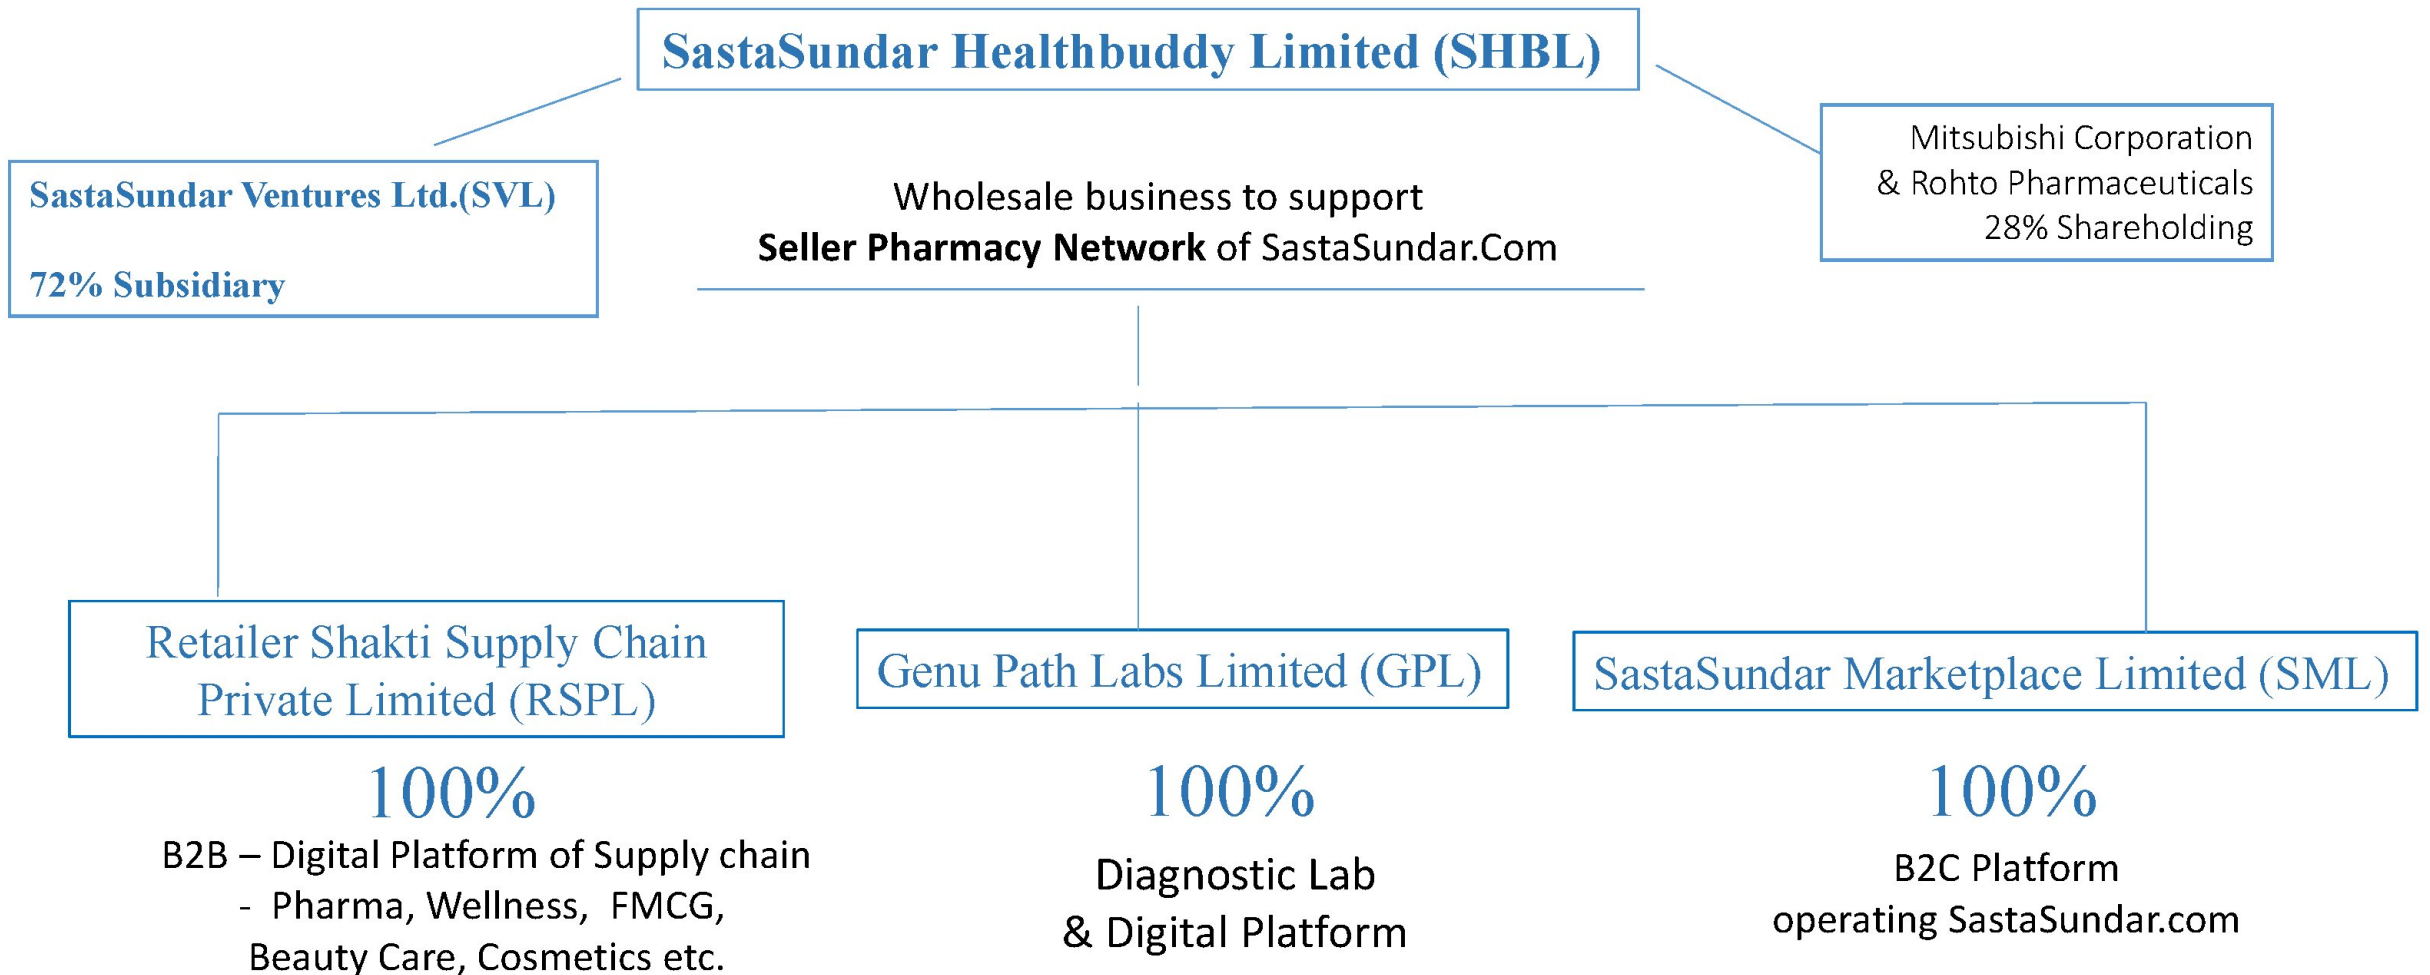 SastaSundar Healthbuddy Limited (SHBL)
SastaSundar Ventures Ltd.(SVL)
72% Subsidiary
Wholesale business to support
Seller Pharmacy Network of SastaSundar.Com
Mitsubishi Corporation
& Rohto Pharmaceuticals
28% Shareholding
Retailer Shakti Supply Chain
Private Limited (RSPL)
100%
B2B – Digital Platform of Supply chain
- Pharma, Wellness, FMCG,
Beauty Care, Cosmetics etc.
Genu Path Labs Limited (GPL)
100%
Diagnostic Lab
& Digital Platform
SastaSundar Marketplace Limited (SML)
100%
B2C Platform
operating SastaSundar.com